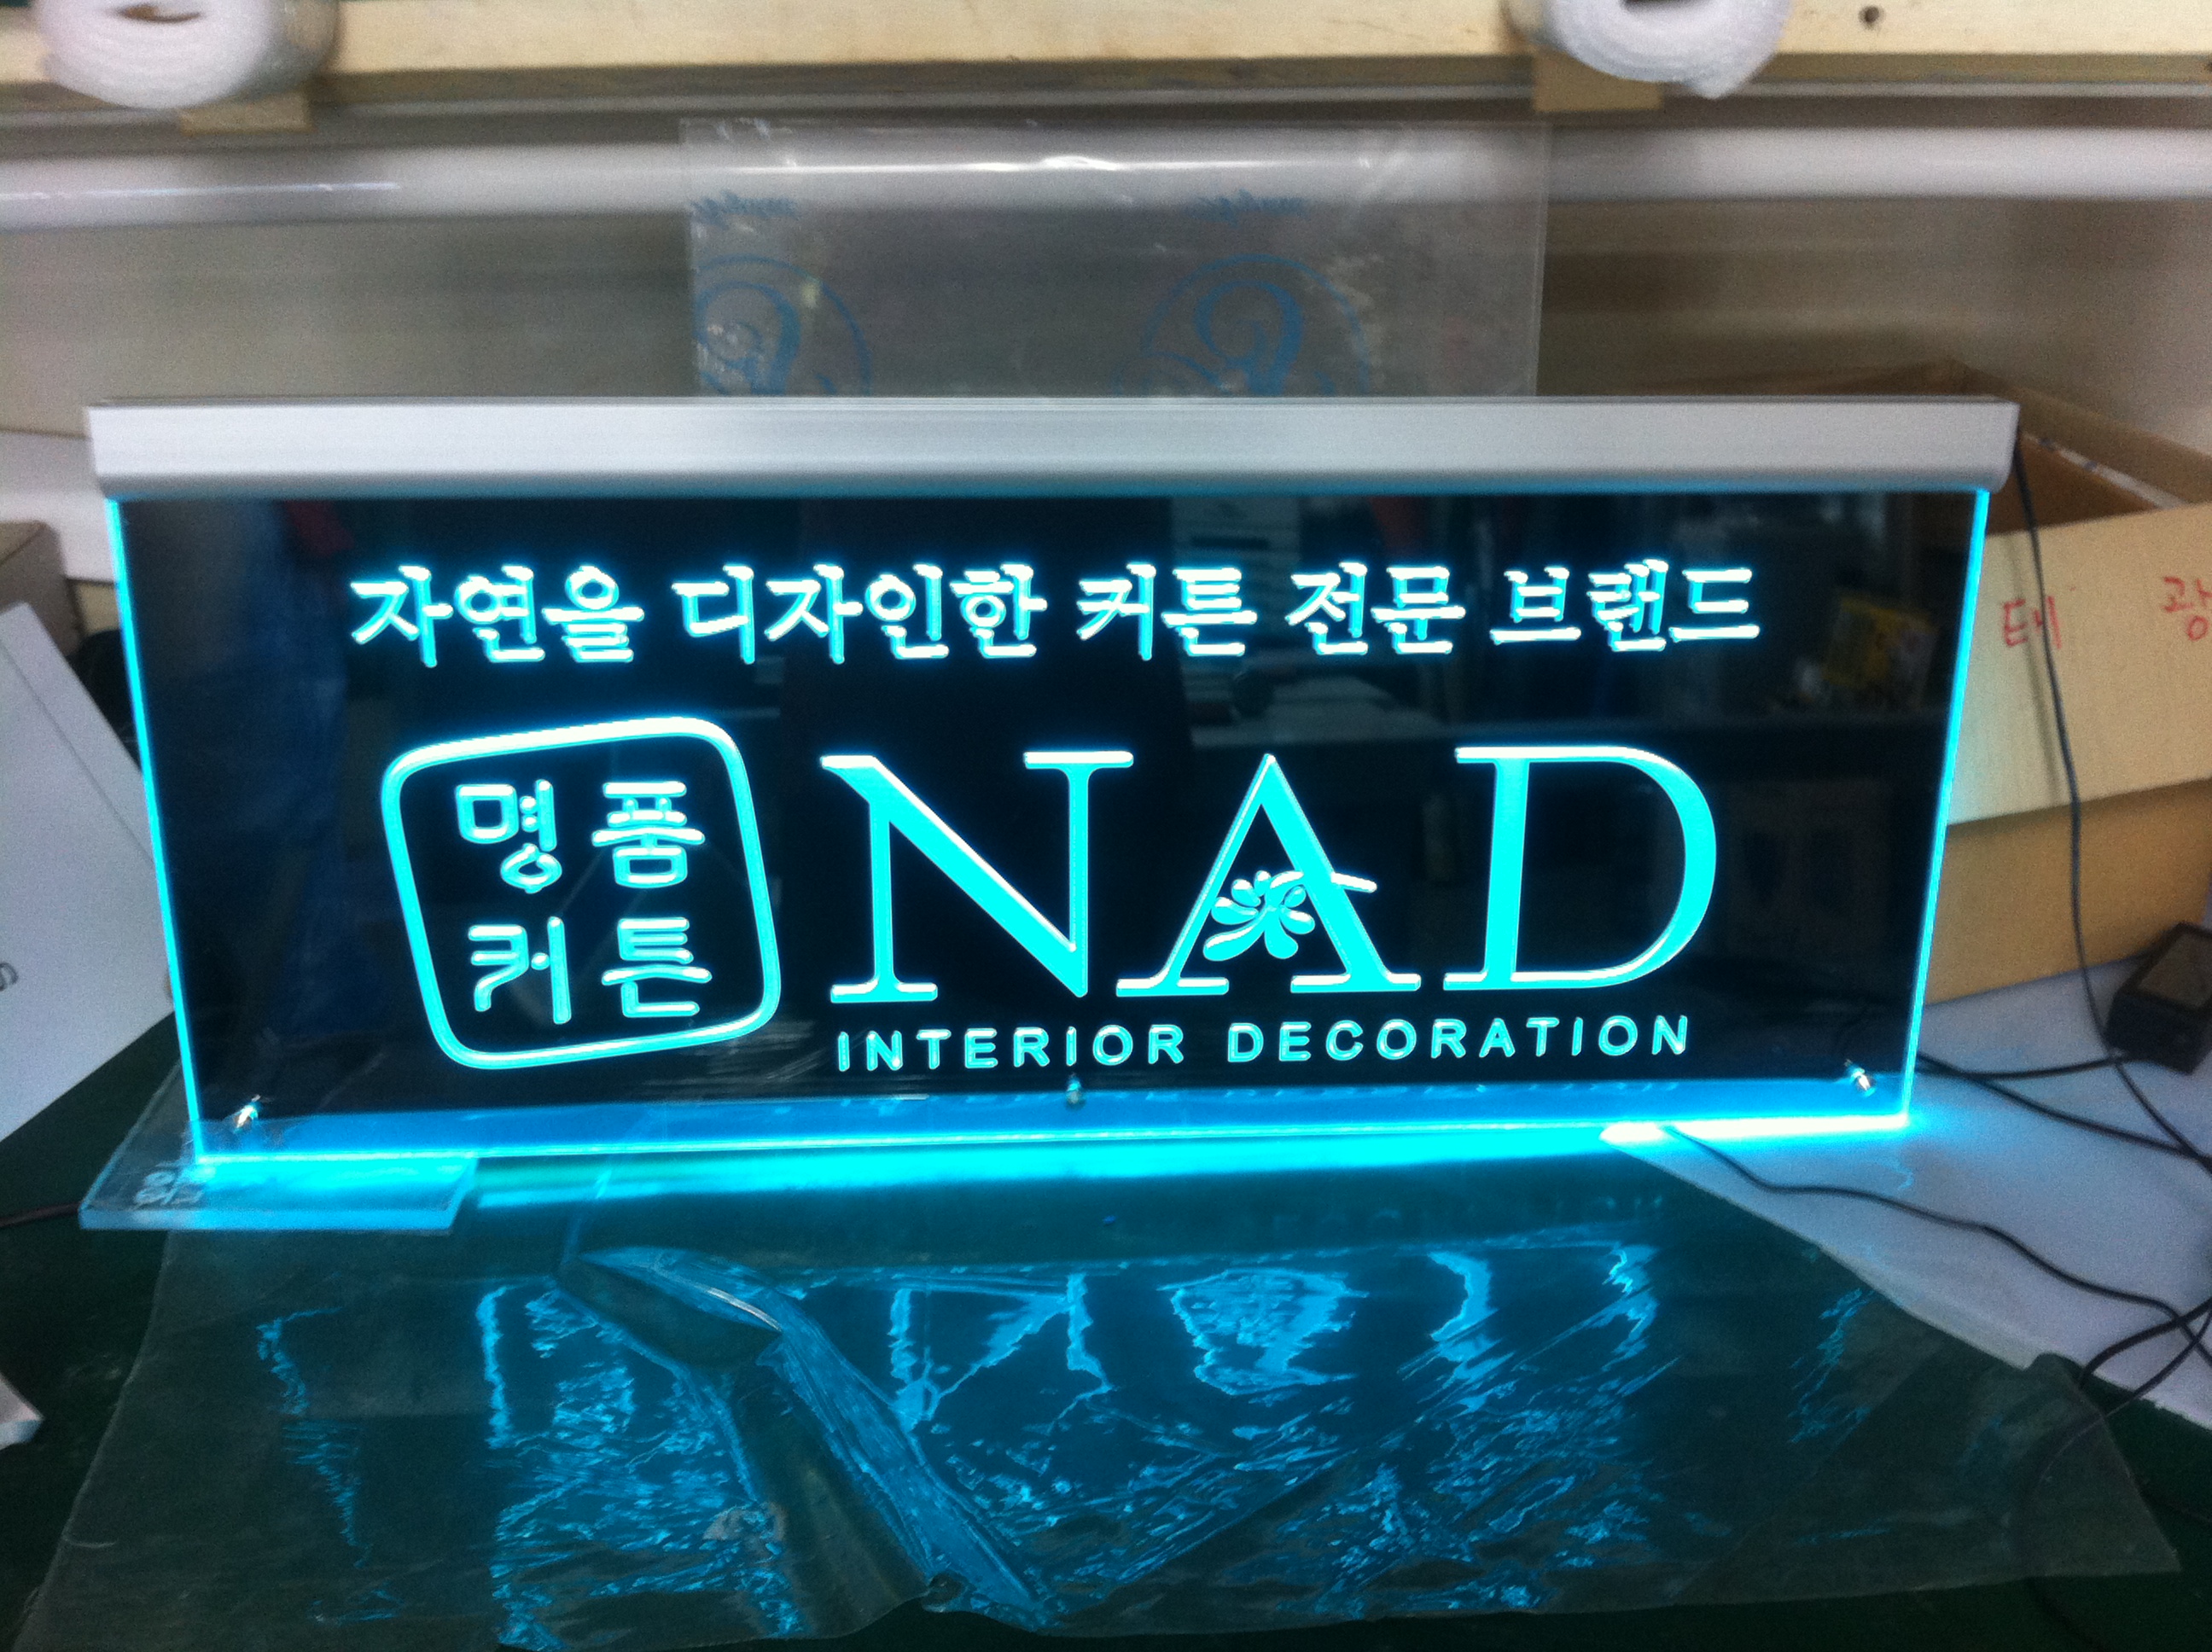 자연을 디자인한 커튼 전문 브랜드
명품
커튼
NAD
INTERIOR DECORATION